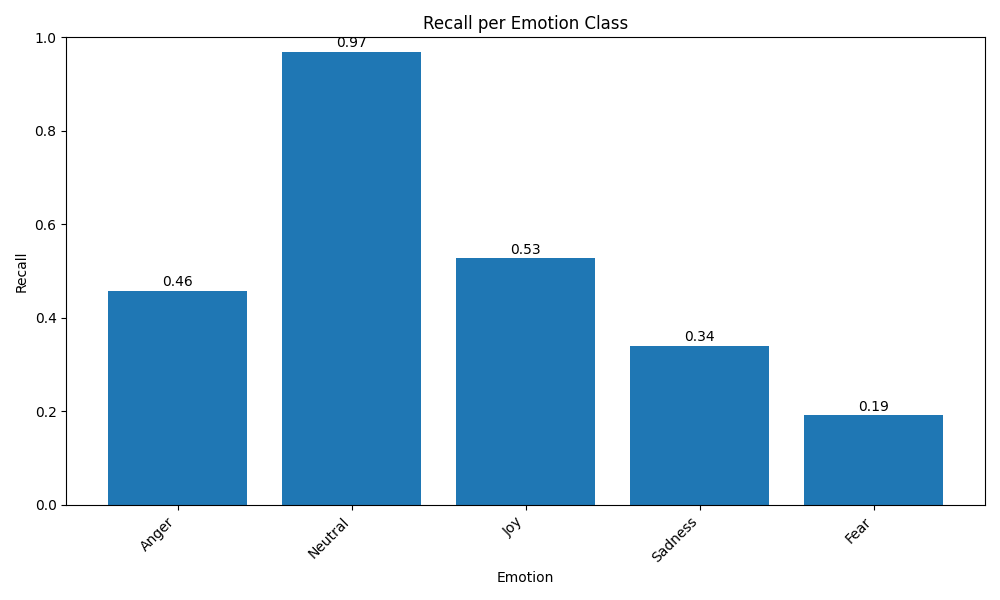 Recall per Emotion Class
1.0
0.8
0.6
0.4
0.2
0.0
Recall
0.46
0.97
0.53
0.34
0.19
Anger
Neutral
Joy
Sadness
Fear
Emotion